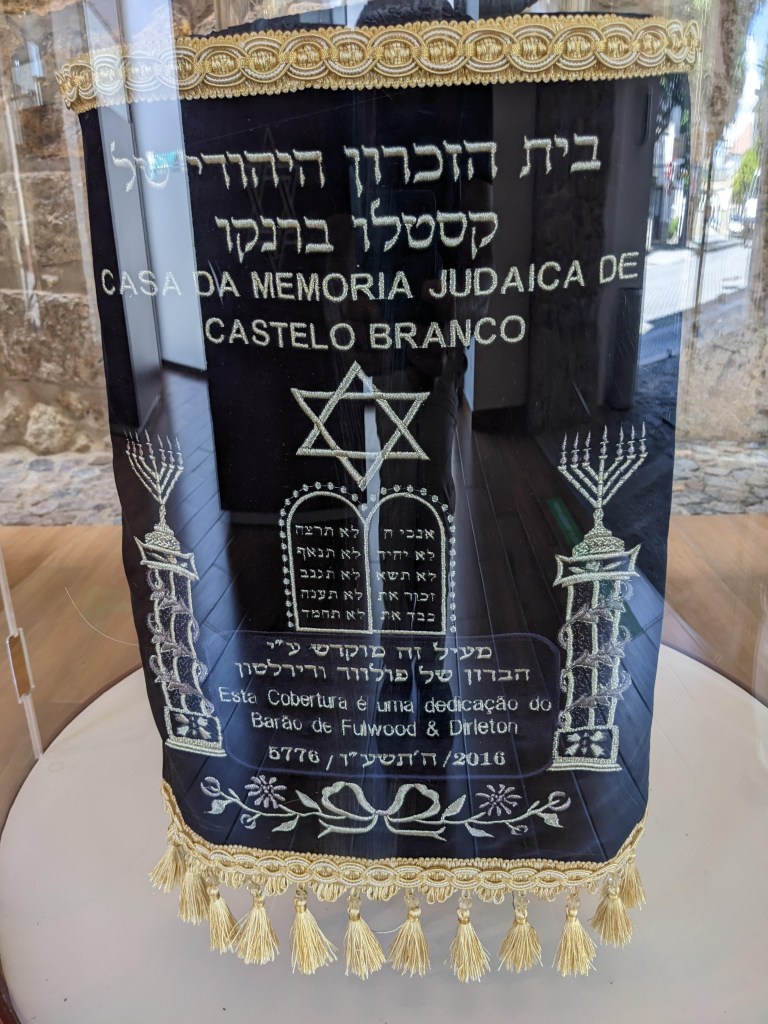 בית הזכרון היהודי של
קסטלו ברנקו
CASA DA MEMORIA JUDAICA DE
CASTELO BRANCO
אנכי ה
לא יהיך
לא תשא
זכור את
כבד את
לא תרצה
לא תנאף
לא תגנב
לא תענה
לא תחמד
מעיל זה מוקדש ע"י
הברון של פולווד ודירלטון
Esta Cobertura é uma dedicação do
Barão de Fulwood & Dirleton
5776 / ה'תשע"ו / 2016